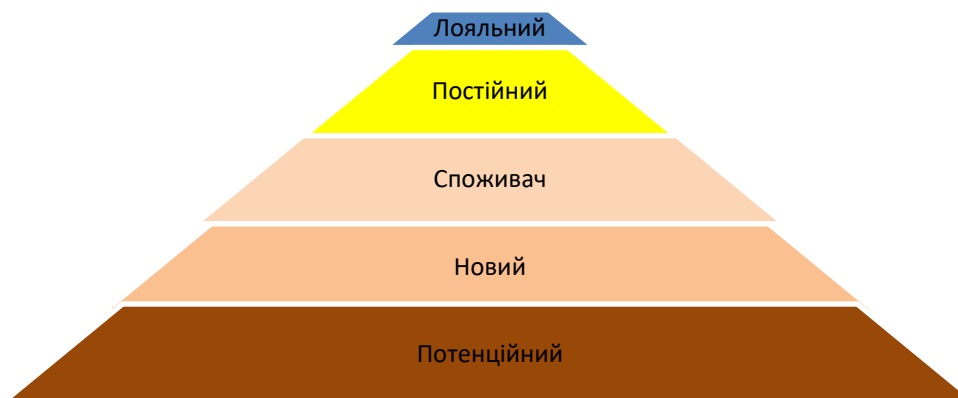 Лояльний
Постійний
Споживач
Новий
Потенційний